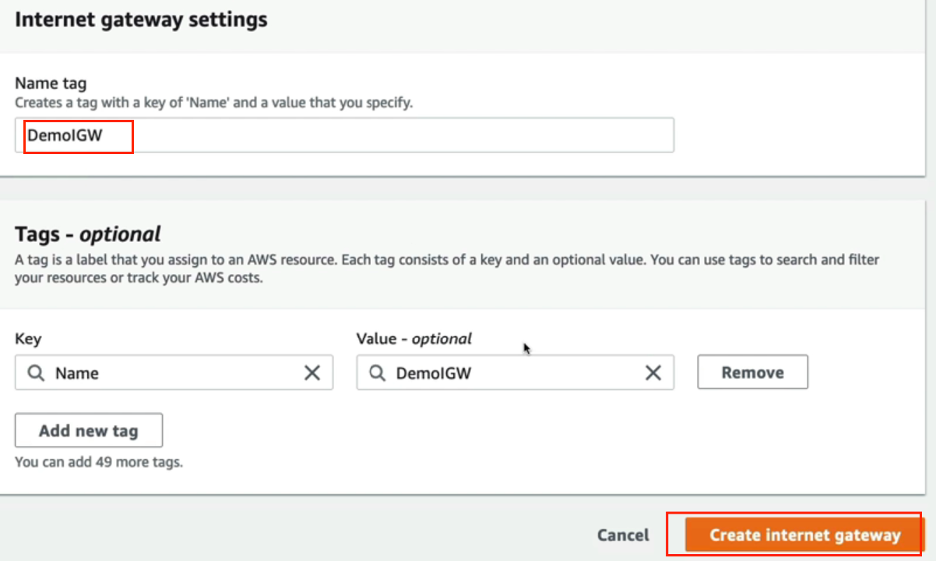 Internet gateway settings
Name tag
Creates a tag with a key of 'Name' and a value that you specify.
DemoIGW
Tags - optional
A tag is a label that you assign to an AWS resource. Each tag consists of a key and an optional value. You can use tags to search and filter
your resources or track your AWS costs.
Key Value - optional
Name DemoIGW Remove
Add new tag
You can add 49 more tags.
Cancel Create internet gateway